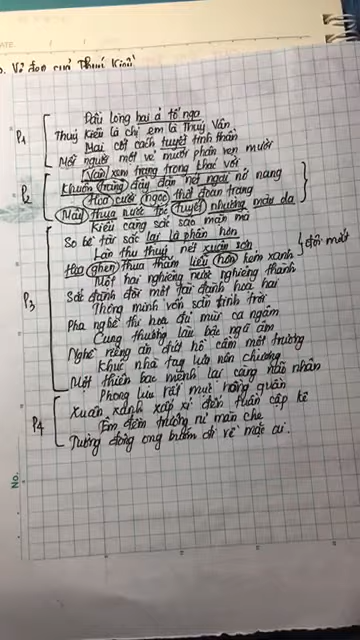 DATE
Vẻ đẹp của Thúy Kiều
P1
Đầu lòng hai ả tố nga
Thuý Kiều là chị em là Thuý Vân
Mai cốt cách tuyết tinh thần
Mỗi người một vẻ mười phân vẹn mười
P2
Vân xem trang trọng khác vời
Khuôn trăng đầy đặn nét ngài nở nang
Hoa cười ngọc thốt đoan trang
Mây thua nước tóc tuyết nhường màu da
P3
Kiều càng sắc sảo mặn mà
So bề tài sắc lại là phần hơn
Làn thu thuỷ nét xuân sơn
Hoa ghen thua thắm liễu hờn kém xanh
đôi mắt
Một hai nghiêng nước nghiêng thành
Sắc đành đòi một tài đành hoạ hai
Thông minh vốn sẵn tính trời
Pha nghề thi hoạ đủ mùi ca ngâm
Cung thương lầu bậc ngũ âm
Nghề riêng ăn đứt hồ cầm một trương
Khúc nhà tay lựa nên chương
Một thiên bạc mệnh lại càng não nhân
P4
Phong lưu rất mực hồng quần
Xuân xanh xấp xỉ đến tuần cập kê
Êm đềm trướng rủ màn che
Tường đông ong bướm đi về mặc ai.
No.